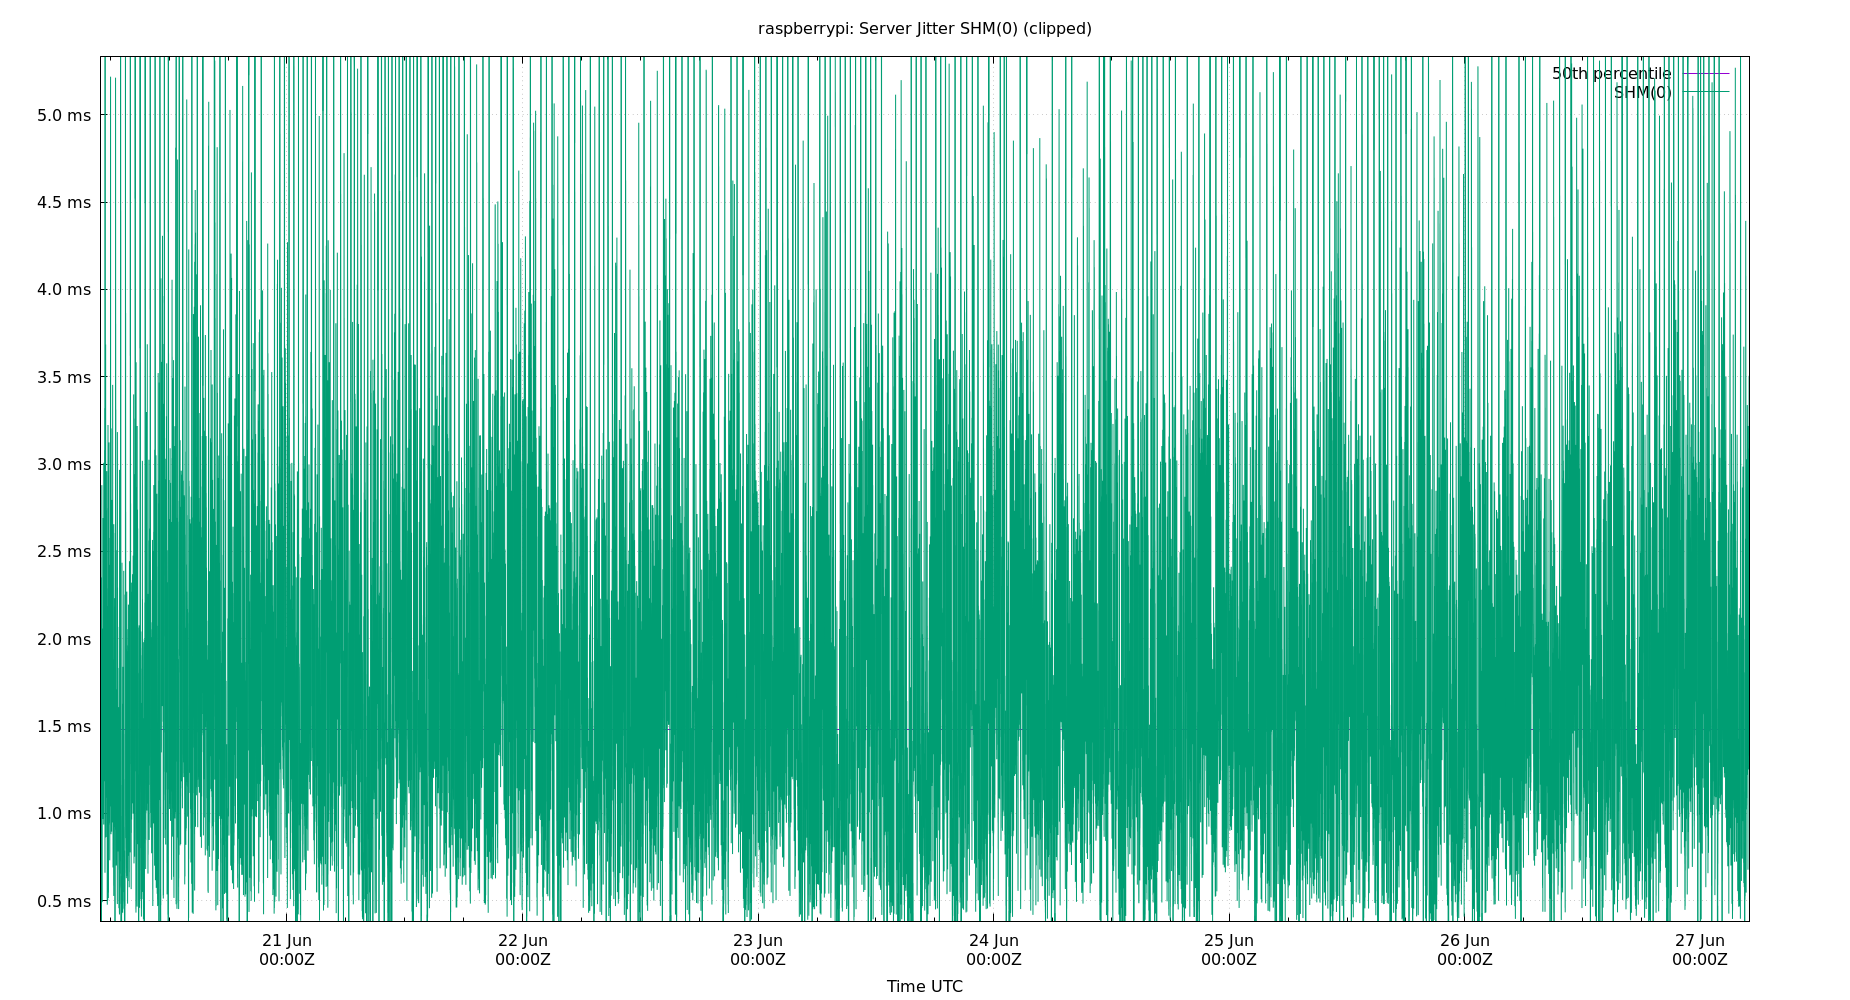 raspberrypi: Server Jitter SHM(0) (clipped)
50th percentile
SHM(0)
5.0 ms
4.5 ms
4.0 ms
3.5 ms
3.0 ms
2.5 ms
2.0 ms
1.5 ms
1.0 ms
0.5 ms
21 Jun 22 Jun 23 Jun 24 Jun 25 Jun 26 Jun 27 Jun
00:00Z 00:00Z 00:00Z 00:00Z 00:00Z 00:00Z 00:00Z
Time UTC